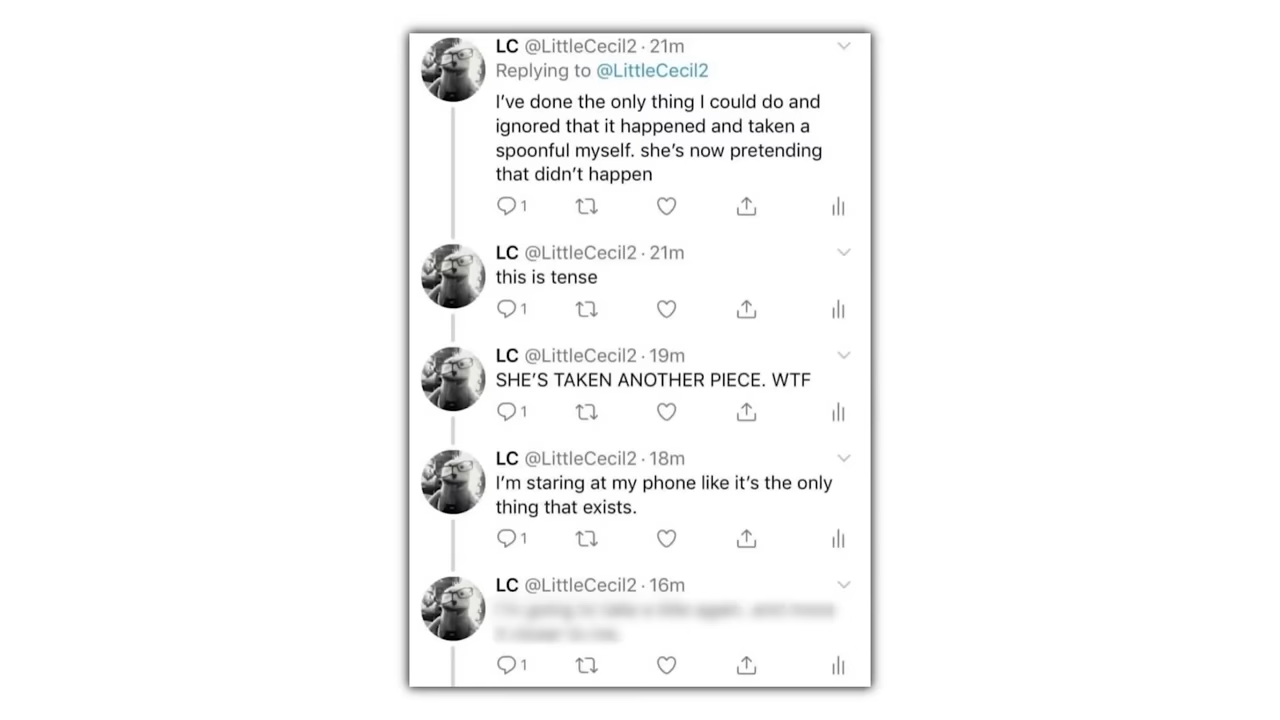 LC @LittleCecil2 · 21m
Replying to @LittleCecil2
I've done the only thing I could do and
ignored that it happened and taken a
spoonful myself. she's now pretending
that didn't happen
1
LC @LittleCecil2 · 21m
this is tense
1
LC @LittleCecil2 · 19m
SHE'S TAKEN ANOTHER PIECE. WTF
1
LC @LittleCecil2 · 18m
I'm staring at my phone like it's the only
thing that exists.
1
LC @LittleCecil2 · 16m
1